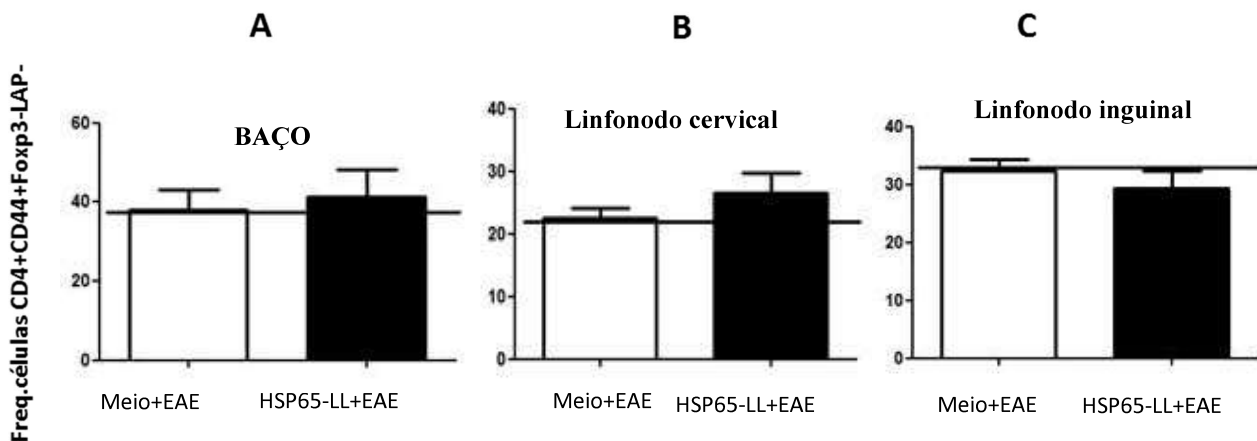 A
B
C
Freq.células CD4+CD44+Foxp3-LAP-
BAÇO
60
40
20
0
Meio+EAE
HSP65-LL+EAE
Linfonodo cervical
40
30
20
10
0
Meio+EAE
HSP65-LL+EAE
Linfonodo inguinal
40
30
20
10
0
Meio+EAE
HSP65-LL+EAE